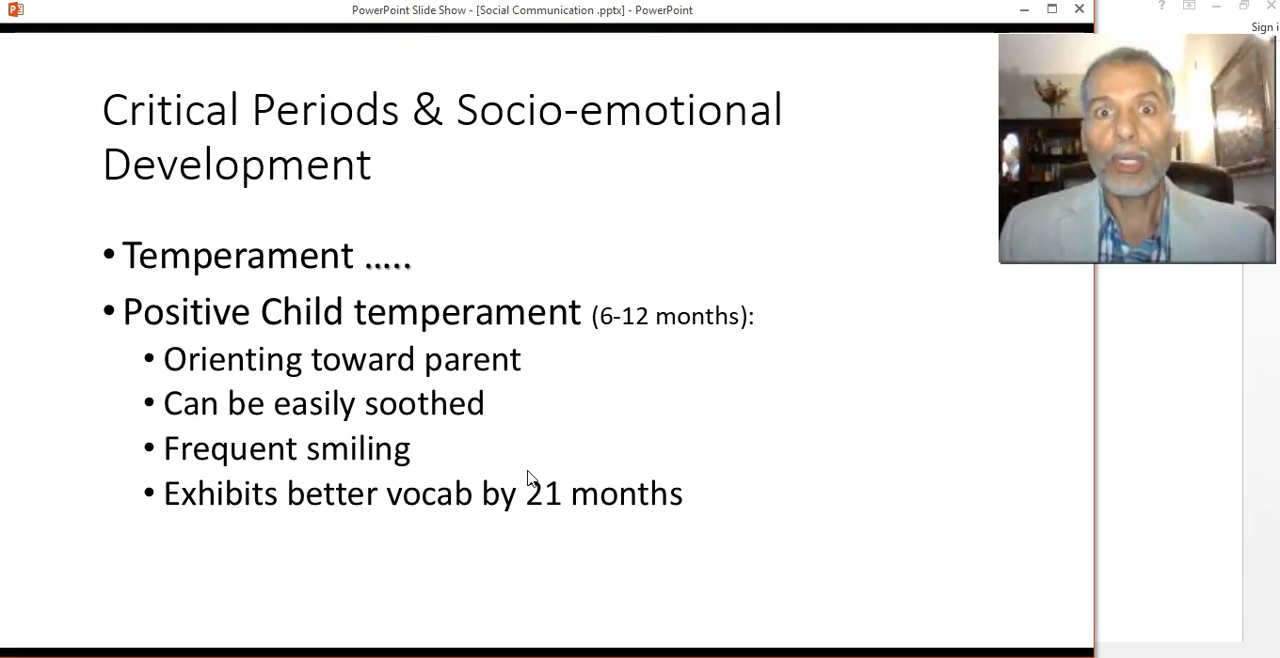 PowerPoint Slide Show - [Social Communication .pptx] - PowerPoint
Sign i
Critical Periods & Socio-emotional
Development
• Temperament .....
• Positive Child temperament (6-12 months):
• Orienting toward parent
• Can be easily soothed
• Frequent smiling
• Exhibits better vocab by 21 months